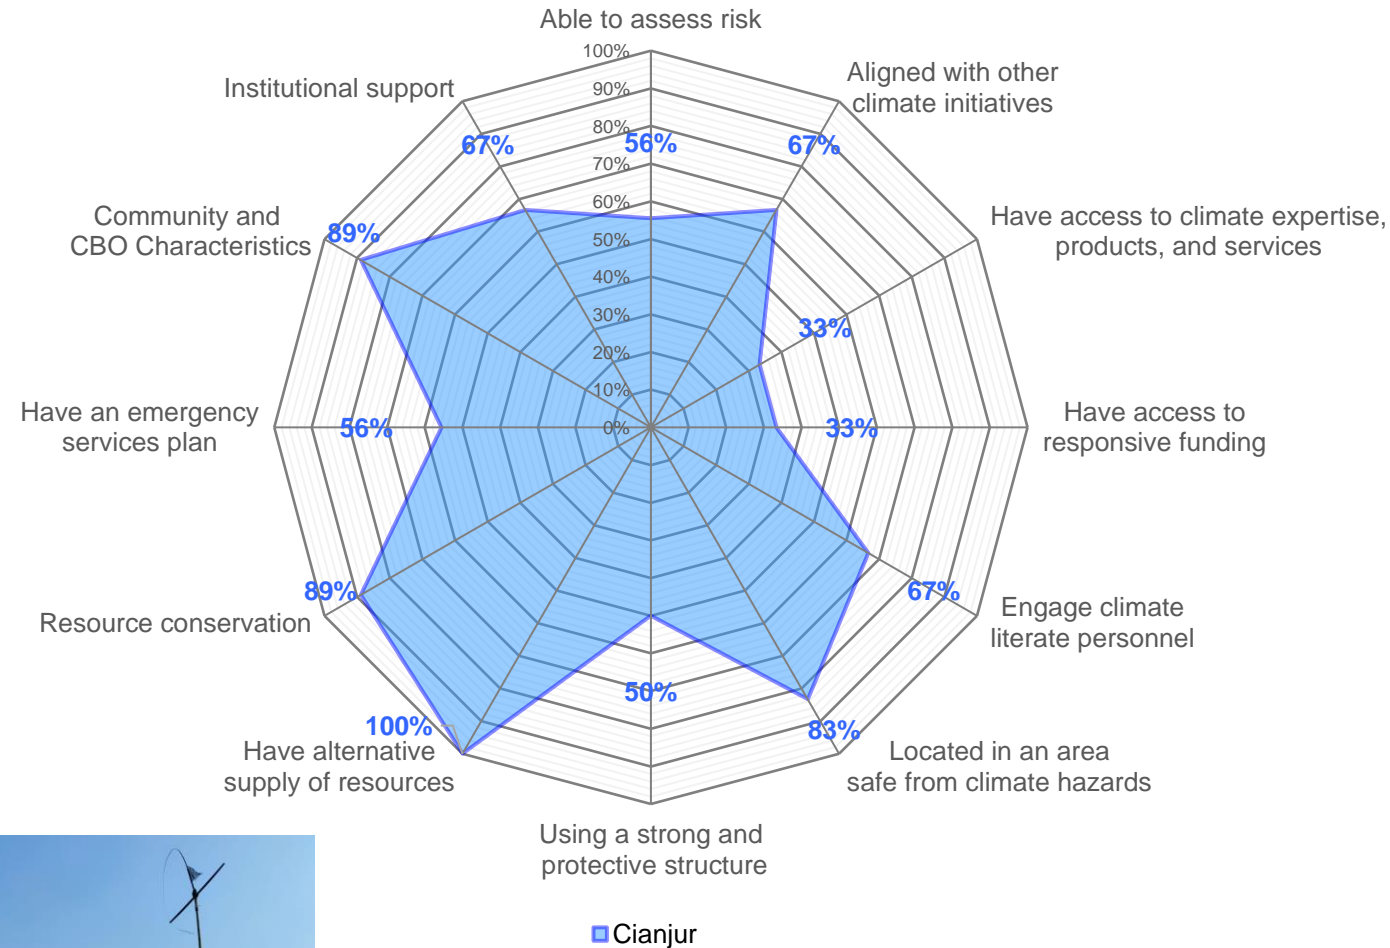 Able to assess risk
100%
Aligned with other
climate initiatives
Institutional support
90%
80%
67%
56%
67%
70%
60%
Community and
CBO Characteristics
89%
Have access to climate expertise,
products, and services
50%
40%
33%
30%
20%
10%
Have an emergency
services plan
56%
0%
33%
Have access to
responsive funding
89%
67%
Resource conservation
Engage climate
literate personnel
50%
100%
83%
Have alternative
supply of resources
Located in an area
safe from climate hazards
Using a strong and
protective structure
Cianjur